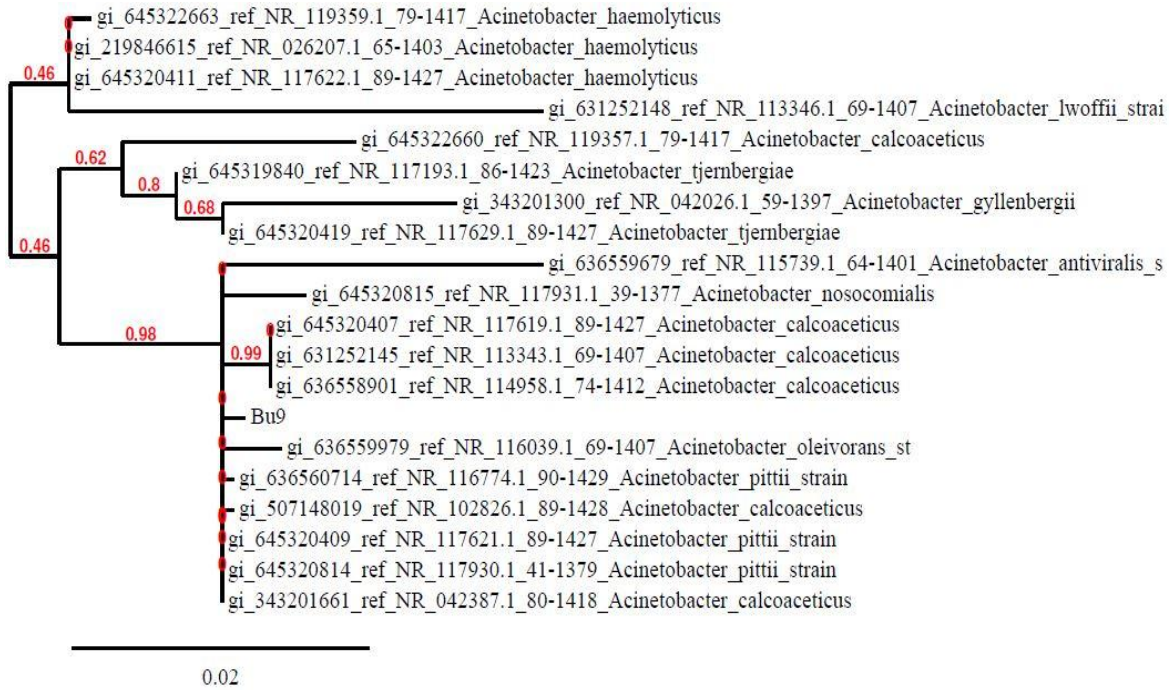 gi_645322663_ref_NR_119359.1_79-1417_Acinetobacter_haemolyticus
gi_219846615_ref_NR_026207.1_65-1403_Acinetobacter_haemolyticus
0.46
gi_645320411_ref_NR_117622.1_89-1427_Acinetobacter_haemolyticus
gi_631252148_ref_NR_113346.1_69-1407_Acinetobacter_lwoffii_strai
gi_645322660_ref_NR_119357.1_79-1417_Acinetobacter_calcoaceticus
0.62
gi_645319840_ref_NR_117193.1_86-1423_Acinetobacter_tjernbergiae
0.8
gi_343201300_ref_NR_042026.1_59-1397_Acinetobacter_gyllenbergii
0.68
gi_645320419_ref_NR_117629.1_89-1427_Acinetobacter_tjernbergiae
0.46
gi_636559679_ref_NR_115739.1_64-1401_Acinetobacter_antiviralis_s
gi_645320815_ref_NR_117931.1_39-1377_Acinetobacter_nosocomialis
gi_645320407_ref_NR_117619.1_89-1427_Acinetobacter_calcoaceticus
0.98
gi_631252145_ref_NR_113343.1_69-1407_Acinetobacter_calcoaceticus
0.99
gi_636558901_ref_NR_114958.1_74-1412_Acinetobacter_calcoaceticus
Bu9
gi_636559979_ref_NR_116039.1_69-1407_Acinetobacter_oleivorans_st
gi_636560714_ref_NR_116774.1_90-1429_Acinetobacter_pittii_strain
gi_507148019_ref_NR_102826.1_89-1428_Acinetobacter_calcoaceticus
gi_645320409_ref_NR_117621.1_89-1427_Acinetobacter_pittii_strain
gi_645320814_ref_NR_117930.1_41-1379_Acinetobacter_pittii_strain
gi_343201661_ref_NR_042387.1_80-1418_Acinetobacter_calcoaceticus
0.02